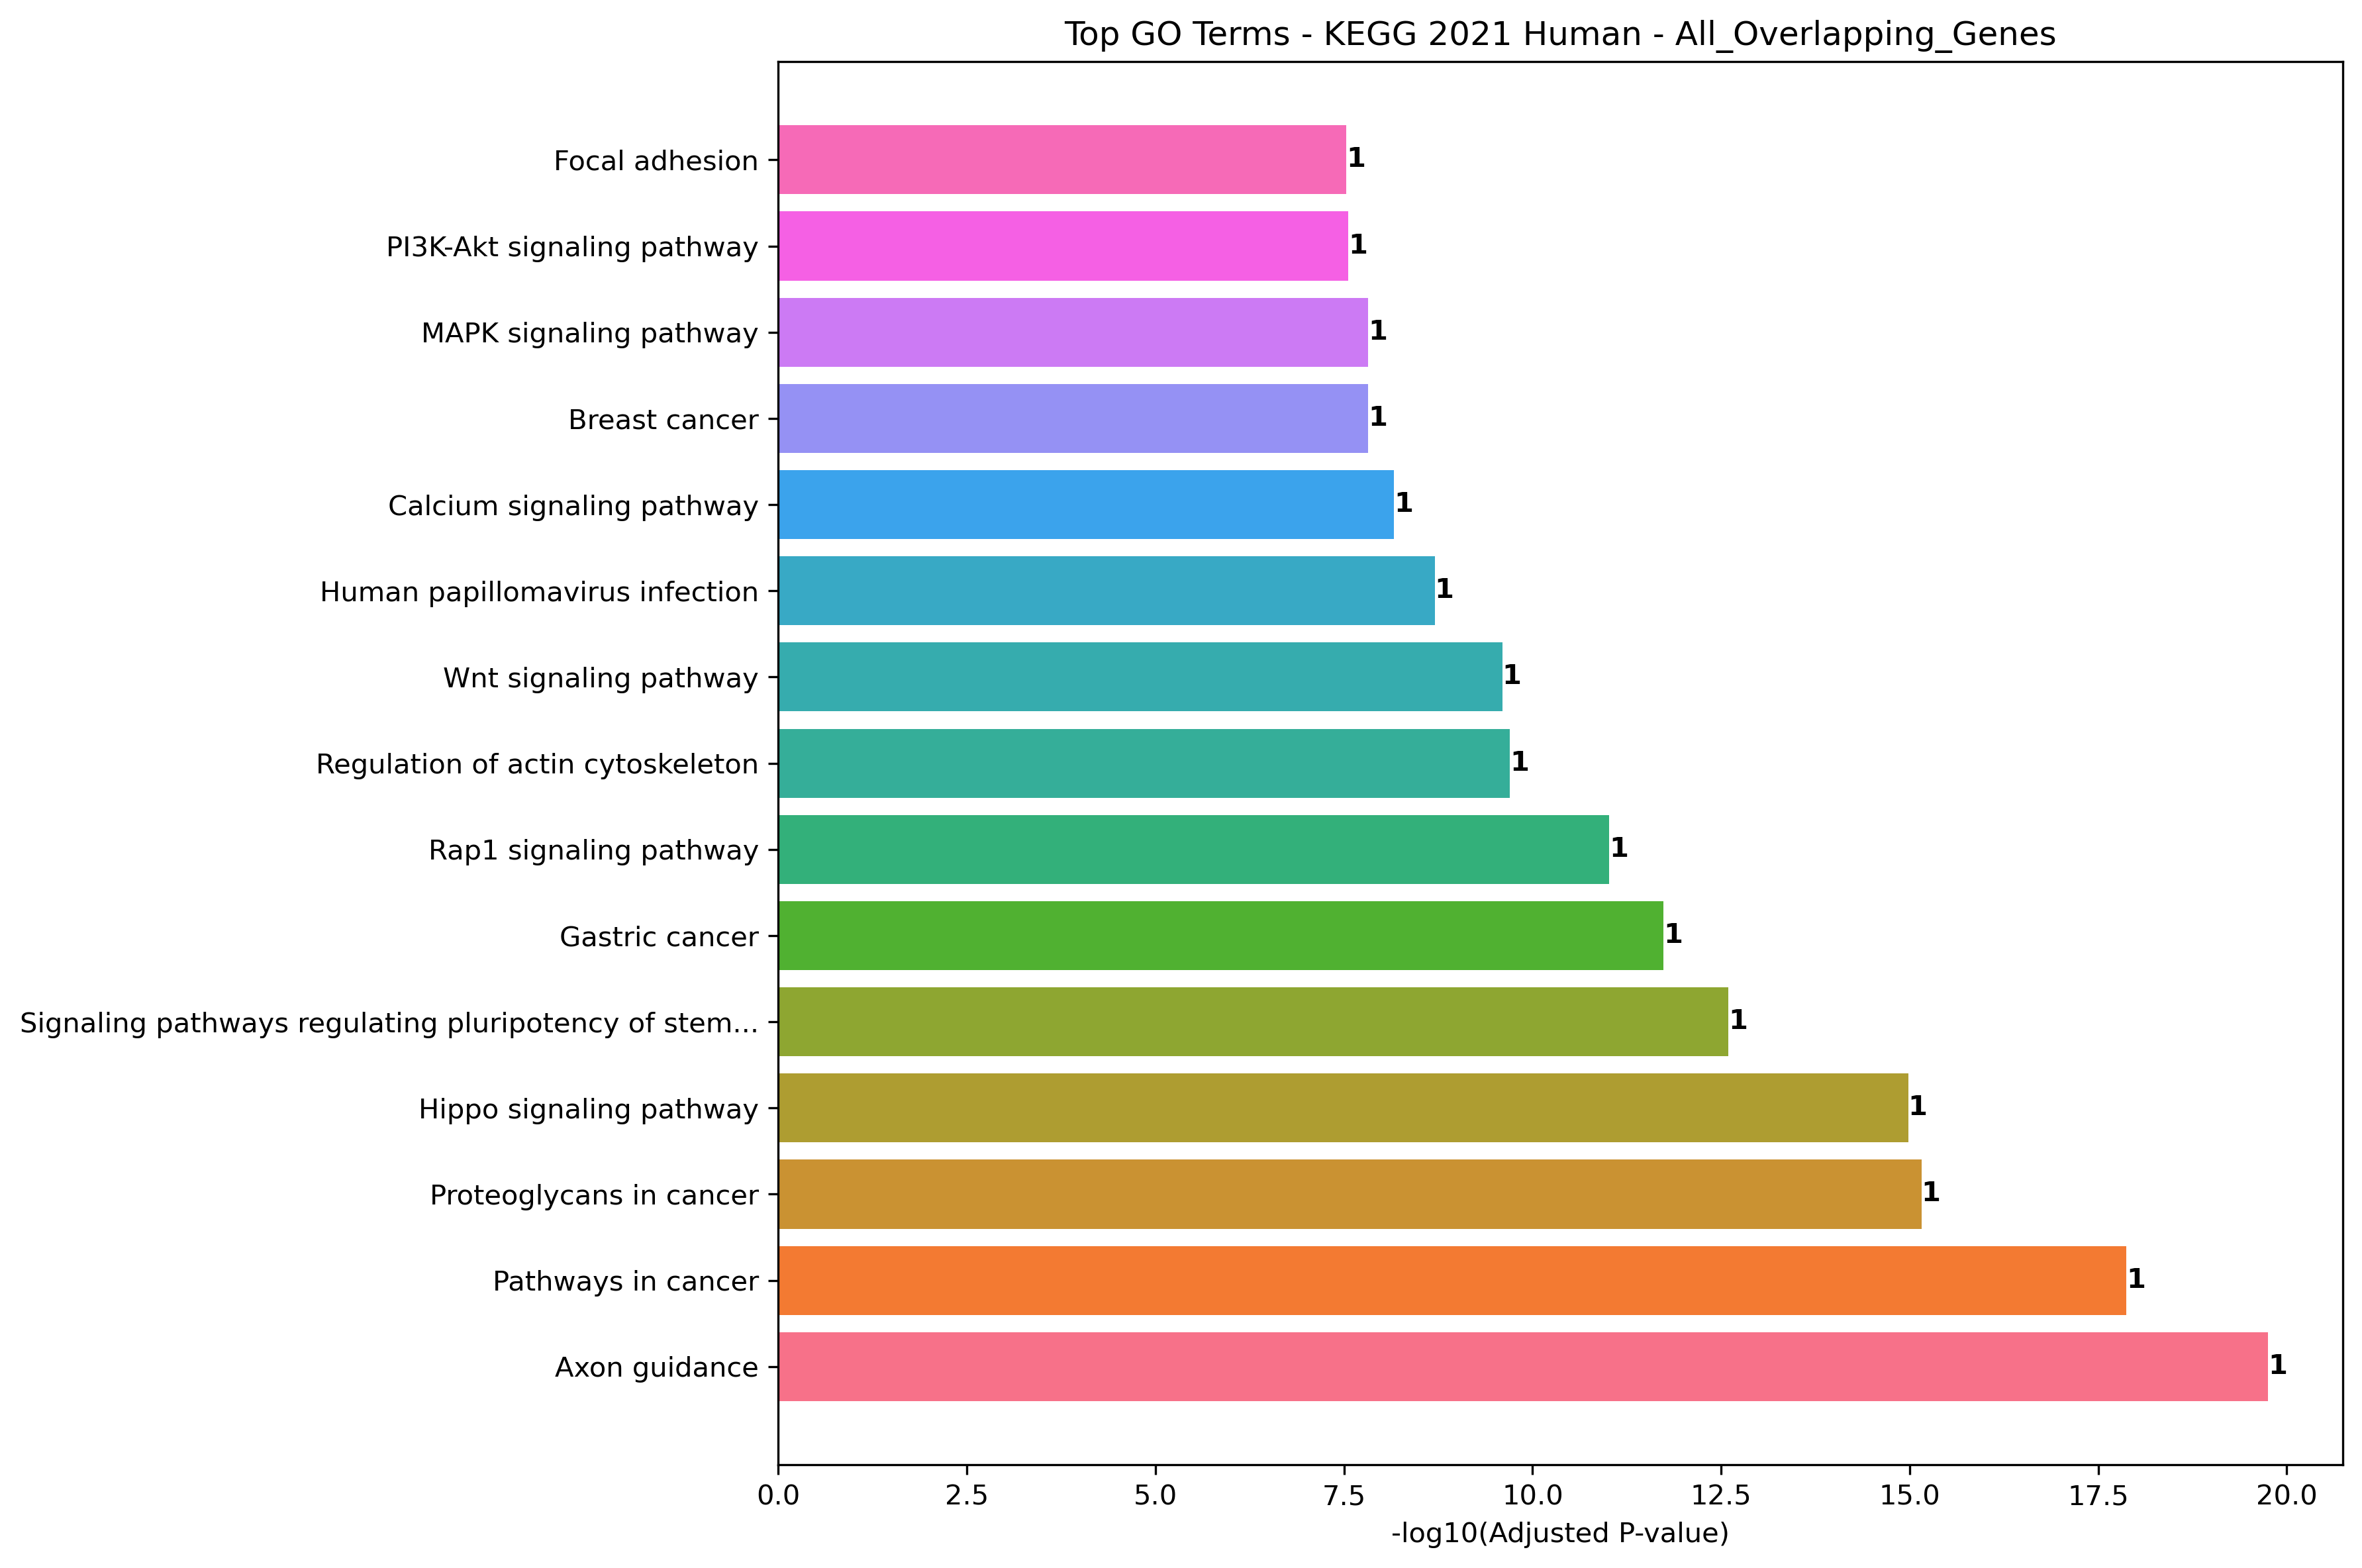 Top GO Terms - KEGG 2021 Human - All_Overlapping_Genes
Focal adhesion 1
PI3K-Akt signaling pathway 1
MAPK signaling pathway 1
Breast cancer 1
Calcium signaling pathway 1
Human papillomavirus infection 1
Wnt signaling pathway 1
Regulation of actin cytoskeleton 1
Rap1 signaling pathway 1
Gastric cancer 1
Signaling pathways regulating pluripotency of stem... 1
Hippo signaling pathway 1
Proteoglycans in cancer 1
Pathways in cancer 1
Axon guidance 1
0.0 2.5 5.0 7.5 10.0 12.5 15.0 17.5 20.0
-log10(Adjusted P-value)